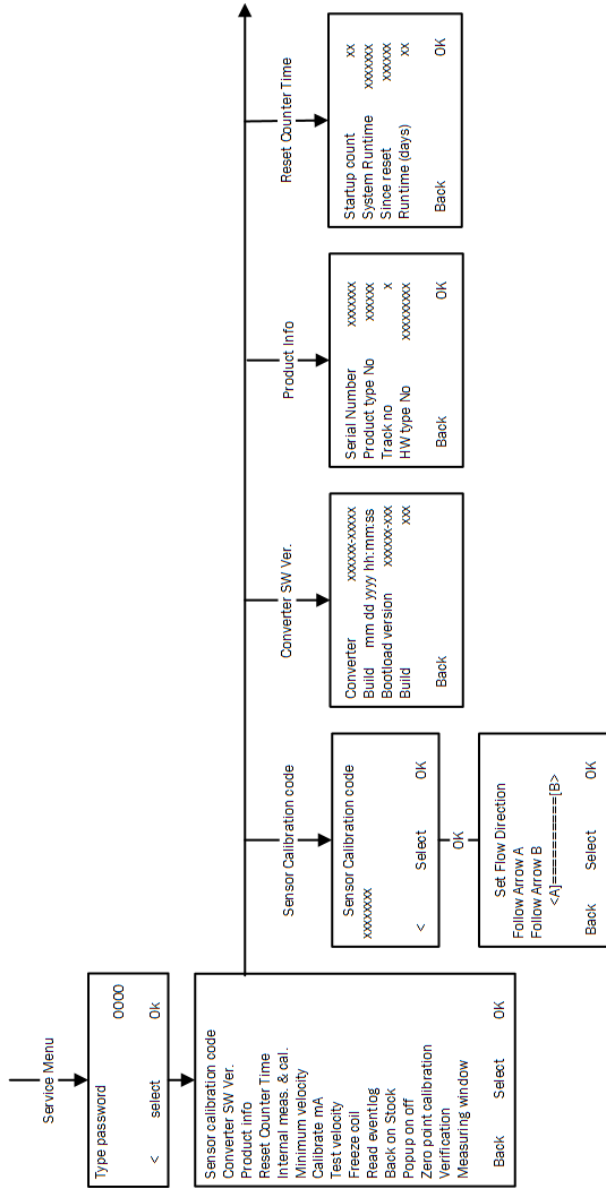 Service Menu
Type password
0000
< select Ok
Sensor calibration code
Converter SW Ver.
Product info
Reset Counter Time
Internal meas. & cal.
Minimum velocity
Calibrate mA
Test velocity
Freeze coil
Read eventlog
Back on Stock
Popup on off
Zero point calibration
Verification
Measuring window
Back Select OK
Sensor Calibration code
Sensor Calibration code
xxxxxxxx
< Select OK
OK
Set Flow Direction
Follow Arrow A
Follow Arrow B
<A]==========[B>
Back Select OK
Converter SW Ver.
Converter xxxxxx-xxxxx
Build mm dd yyyy hh:mm:ss
Bootload version xxxxxx-xxx
Build xxx
Back
Product Info
Serial Number xxxxxxx
Product type No xxxxxx
Track no x
HW type No xxxxxxxxx
Back OK
Reset Counter Time
Startup count xx
System Runtime xxxxxxx
Since reset xxxxxx
Runtime (days) xx
Back OK